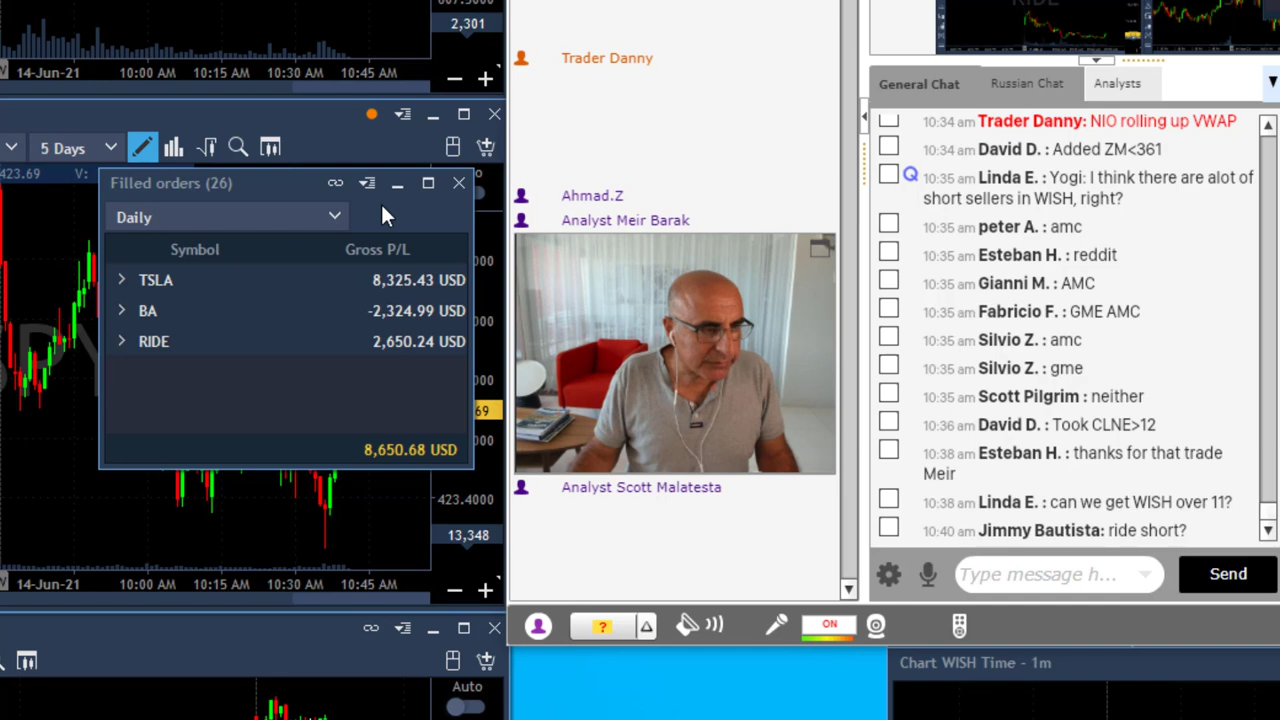 2,301
14-Jun-21 10:00 AM 10:15 AM 10:30 AM 10:45 AM
5 Days
423.69 V:
Filled orders (26)
Daily
Symbol Gross P/L
TSLA 8,325.43 USD
BA -2,324.99 USD
RIDE 2,650.24 USD
8,650.68 USD
69
423.4000
13,348
14-Jun-21 10:00 AM 10:15 AM 10:30 AM 10:45 AM
Auto
Trader Danny
Ahmad.Z
Analyst Meir Barak
Analyst Scott Malatesta
?
ON
RIDE
General Chat Russian Chat Analysts
10:34 am Trader Danny: NIO rolling up VWAP
10:34 am David D. : Added ZM<361
10:35 am Linda E. : Yogi: I think there are alot of
short sellers in WISH, right?
10:35 am peter A. : amc
10:35 am Esteban H. : reddit
10:35 am Gianni M. : AMC
10:35 am Fabricio F. : GME AMC
10:35 am Silvio Z. : amc
10:35 am Silvio Z. : gme
10:35 am Scott Pilgrim : neither
10:36 am David D. : Took CLNE>12
10:38 am Esteban H. : thanks for that trade
Meir
10:38 am Linda E. : can we get WISH over 11?
10:40 am Jimmy Bautista: ride short?
Type message h...
Send
Chart WISH Time - 1m